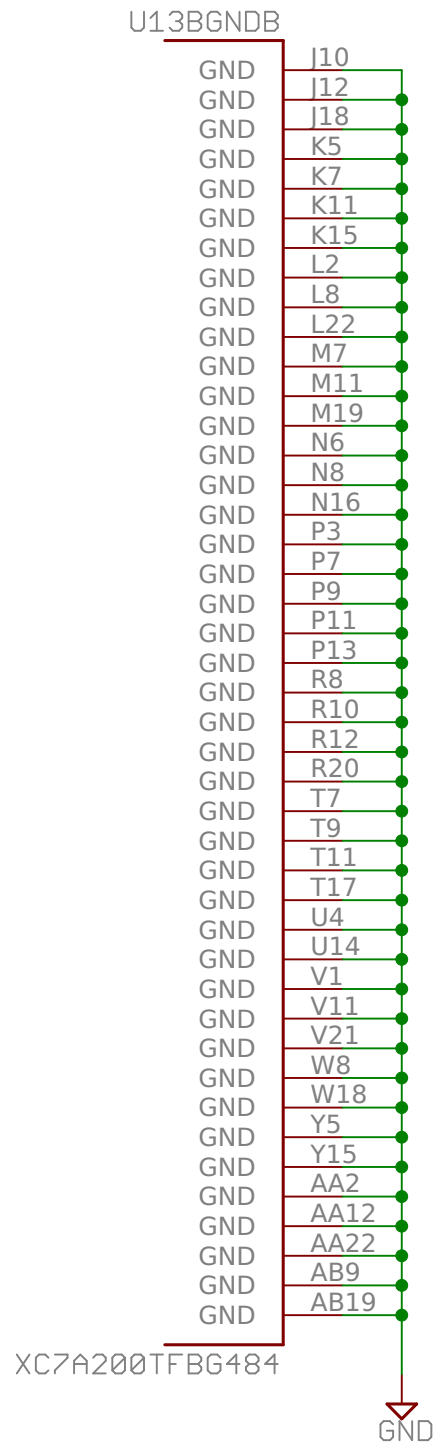 U13BGNDB
GND J10
GND J12
GND J18
GND K5
GND K7
GND K11
GND K15
GND L2
GND L8
GND L22
GND M7
GND M11
GND M19
GND N6
GND N8
GND N16
GND P3
GND P7
GND P9
GND P11
GND P13
GND R8
GND R10
GND R12
GND R20
GND T7
GND T9
GND T11
GND T17
GND U4
GND U14
GND V1
GND V11
GND V21
GND W8
GND W18
GND Y5
GND Y15
GND AA2
GND AA12
GND AA22
GND AB9
GND AB19
XC7A200TFBG484
GND